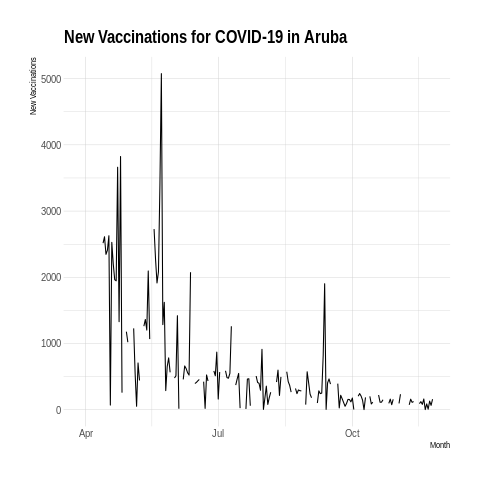 New Vaccinations for COVID-19 in Aruba
New Vaccinations
5000
4000
3000
2000
1000
0
Apr
Jul
Oct
Month